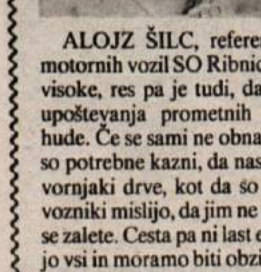 ALOJZ ŠILC, refere
motornih vozil SO Ribnic
visoke, res pa je tudi, da
upoštevanja prometnih
hude. Če se sami ne obna
so potrebne kazni, da nas
vornjaki drve, kot da so
vozniki mislijo, da jim ne
se zalete. Cesta pa ni last e
jo vsi in moramo biti obzi